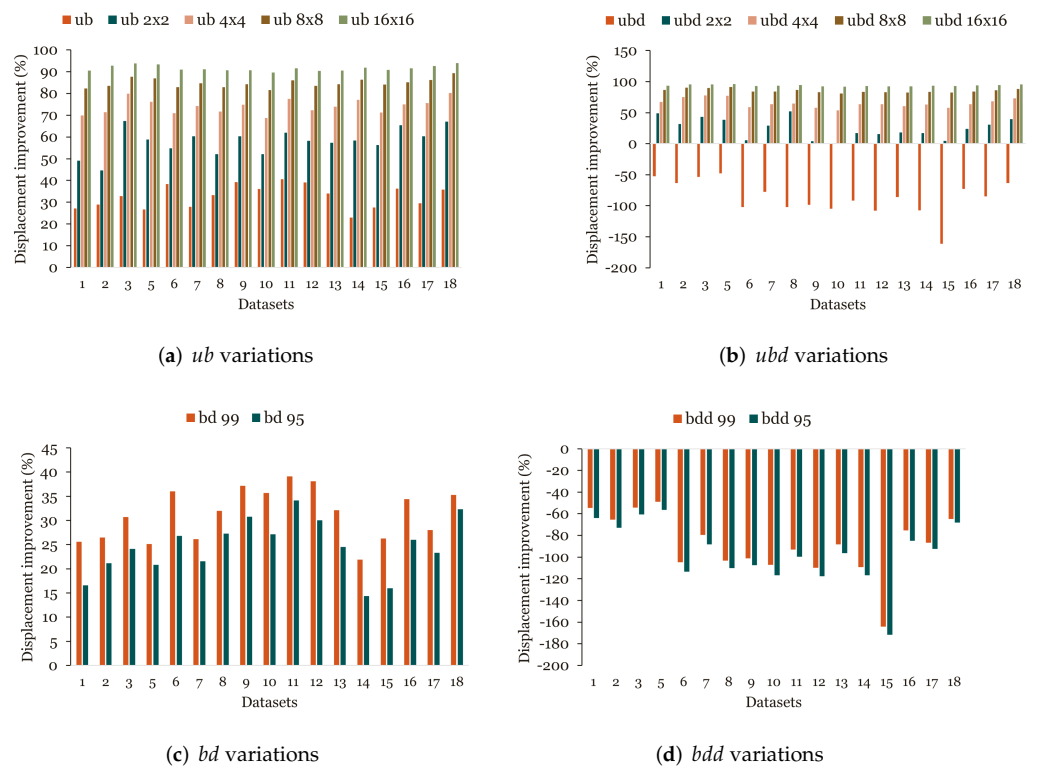 ub ub 2x2 ub 4x4 ub 8x8 ub 16x16
Displacement improvement (%)
100
90
80
70
60
50
40
30
20
10
0
1 2 3 5 6 7 8 9 10 11 12 13 14 15 16 17 18
Datasets
(a) ub variations
ubd ubd 2x2 ubd 4x4 ubd 8x8 ubd 16x16
Displacement improvement (%)
150
100
50
0
-50
-100
-150
-200
1 2 3 5 6 7 8 9 10 11 12 13 14 15 16 17 18
Datasets
(b) ubd variations
bd 99 bd 95
Displacement improvement (%)
45
40
35
30
25
20
15
10
5
0
1 2 3 5 6 7 8 9 10 11 12 13 14 15 16 17 18
Datasets
(c) bd variations
bdd 99 bdd 95
Displacement improvement (%)
0
-20
-40
-60
-80
-100
-120
-140
-160
-180
-200
1 2 3 5 6 7 8 9 10 11 12 13 14 15 16 17 18
Datasets
(d) bdd variations